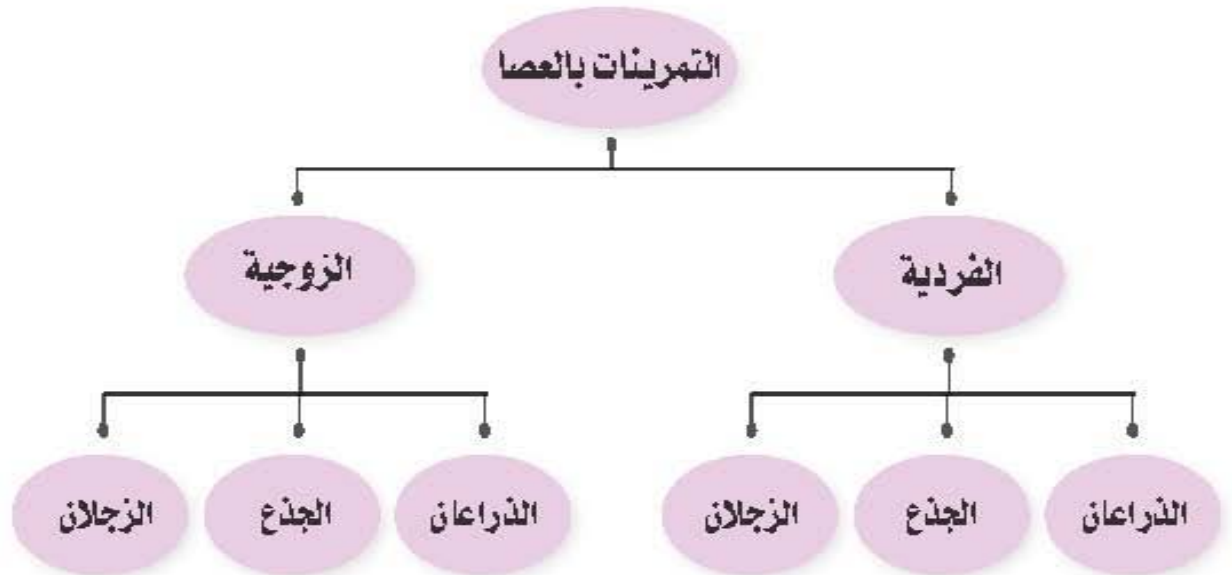 التمرينات بالعصا
الفردية
الزوجية
الذراعان
الجذع
الرجلان
الذراعان
الجذع
الرجلان